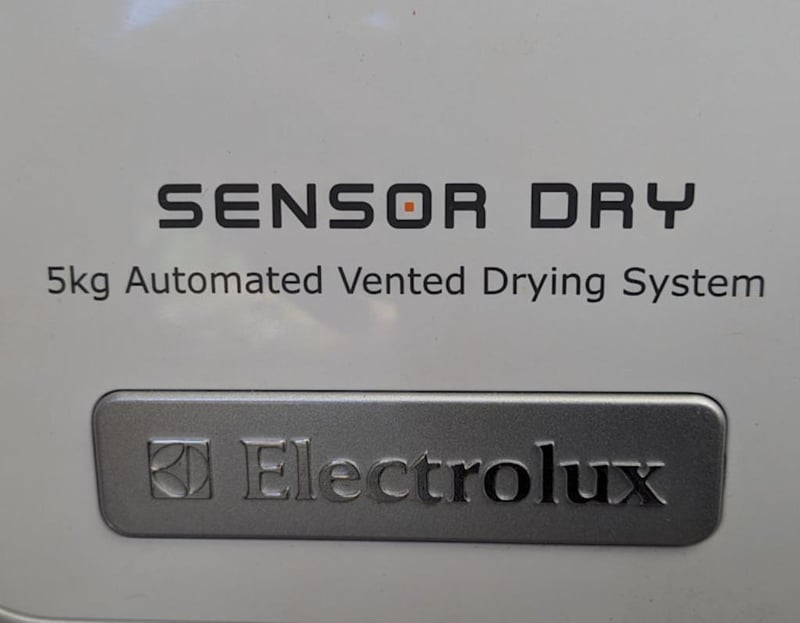 SENSOR DRY
5kg Automated Vented Drying System
Electrolux